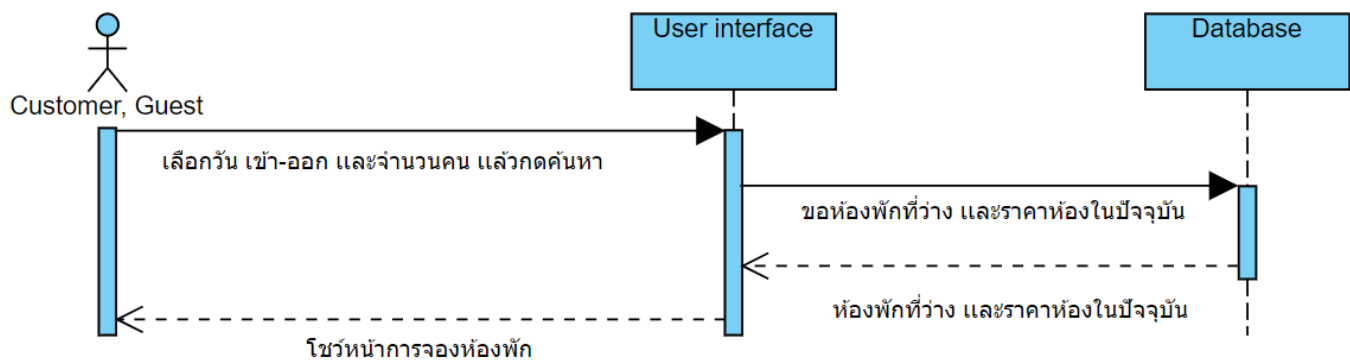 User interface
Database
Customer, Guest
เลือกวัน เข้า-ออก และจำนวนคน แล้วกดค้นหา
ขอห้องพักที่ว่าง และราคาห้องในปัจจุบัน
ห้องพักที่ว่าง และราคาห้องในปัจจุบัน
โชว์หน้าการจองห้องพัก